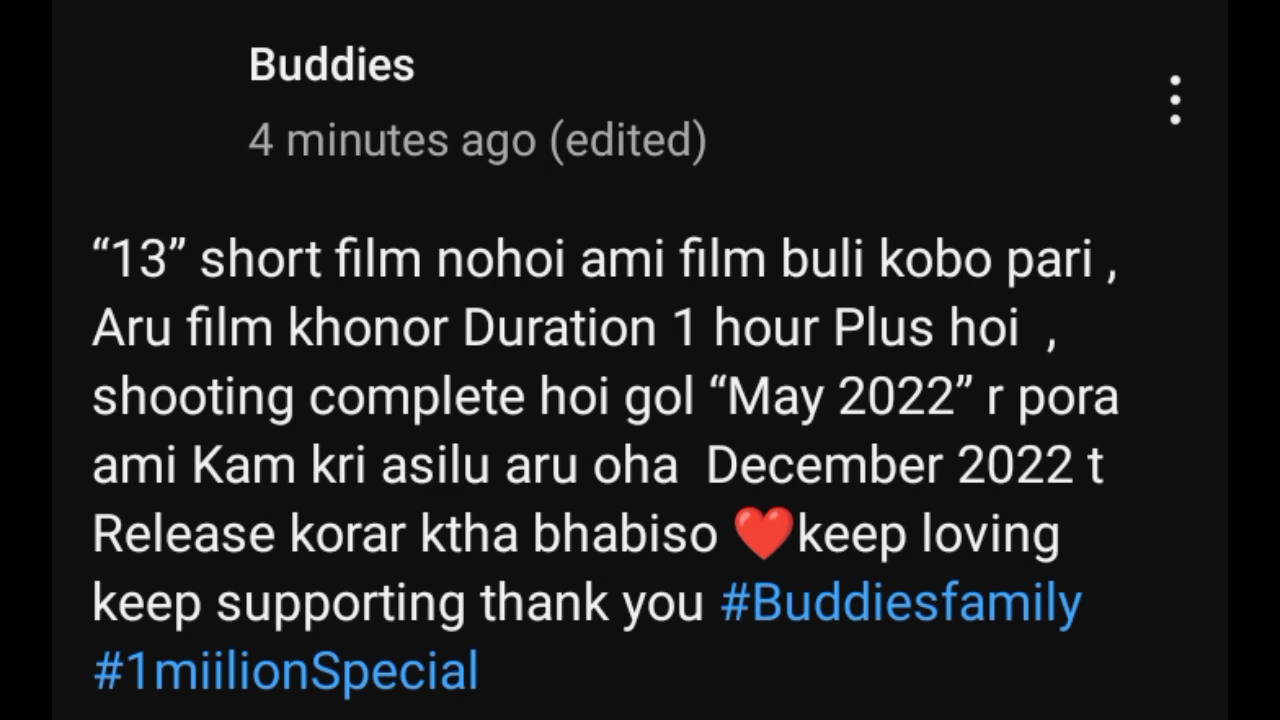 Buddies
4 minutes ago (edited)
“13” short film nohoi ami film buli kobo pari ,
Aru film khonor Duration 1 hour Plus hoi  ,
shooting complete hoi gol “May 2022” r pora
ami Kam kri asilu aru oha  December 2022 t
Release korar ktha bhabiso ❤️keep loving
keep supporting thank you #Buddiesfamily
#1miilionSpecial